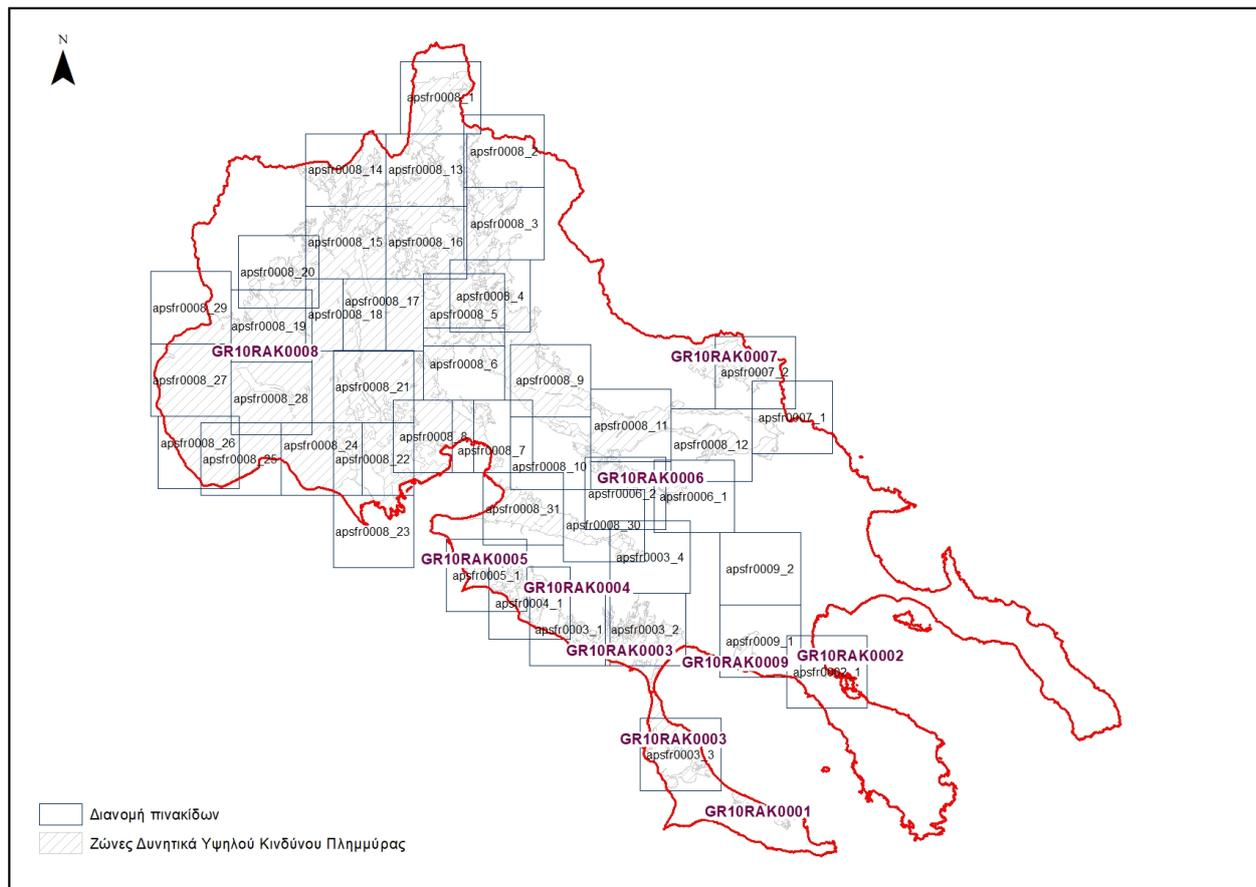 N
apsfr0008_1
apsfr0008_2
apsfr0008_14
apsfr0008_13
apsfr0008_3
apsfr0008_15
apsfr0008_16
apsfr0008_20
apsfr0008_4
apsfr0008_29
apsfr0008_17
apsfr0008_18
apsfr0008_5
apsfr0008_19
GR10RAK0008
GR10RAK0007
apsfr0008_6
apsfr0007_2
apsfr0008_27
apsfr0008_9
apsfr0008_21
apsfr0008_28
apsfr0007_1
apsfr0008_11
apsfr0008_26
apsfr0008_24
apsfr0008_8
apsfr0008_12
apsfr0008_25
apsfr0008_22
apsfr0008_7
apsfr0008_10
GR10RAK0006
apsfr0006_2
apsfr0006_1
apsfr0008_31
apsfr0008_30
apsfr0008_23
apsfr0003_4
GR10RAK0005
apsfr0009_2
apsfr0005_1
GR10RAK0004
apsfr0004_1
apsfr0003_1
apsfr0003_2
apsfr0009_1
GR10RAK0003
GR10RAK0009
GR10RAK0002
apsfr0002_1
GR10RAK0003
apsfr0003_3
GR10RAK0001
Διανομή πινακίδων
Ζώνες Δυνητικά Υψηλού Κινδύνου Πλημμύρας